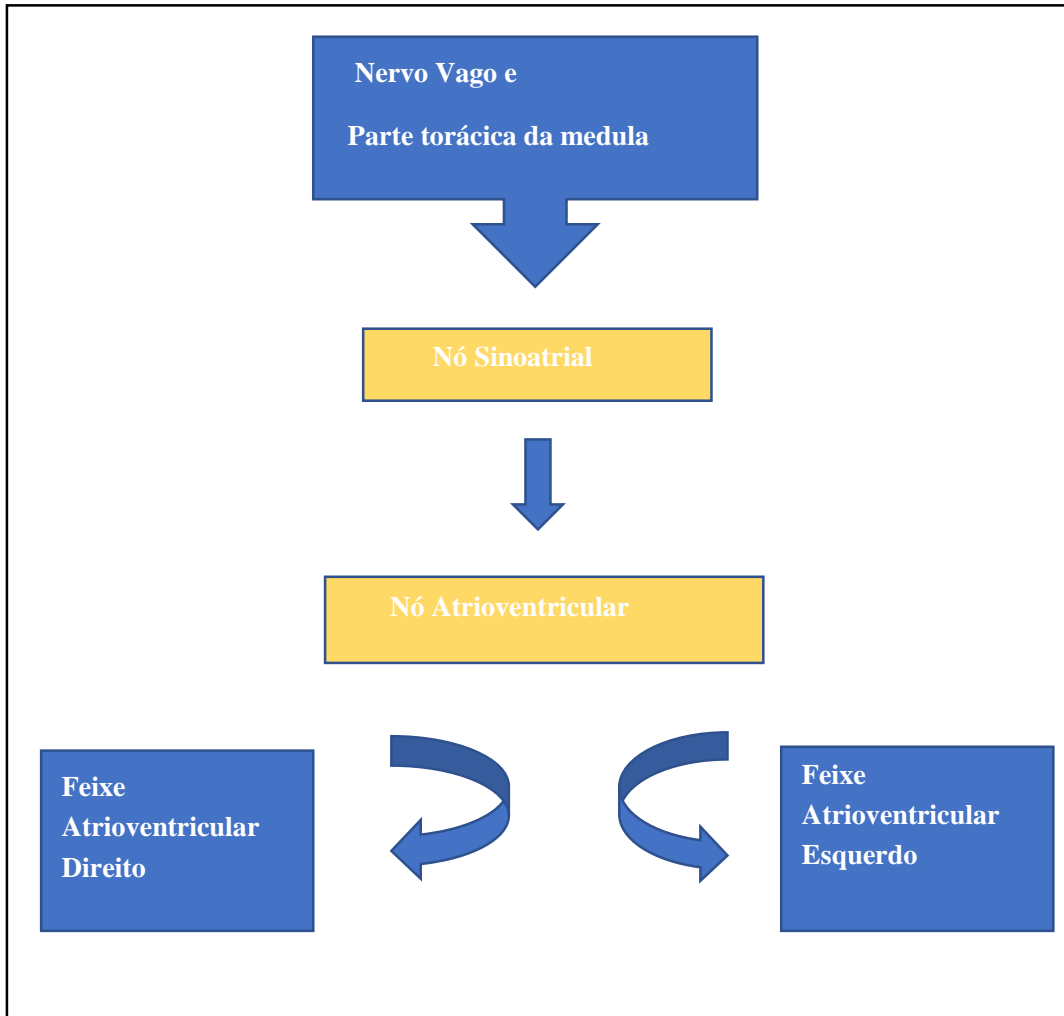 Nervo Vago e
Parte torácica da medula
Nó Sinoatrial
Nó Atrioventricular
Feixe
Atrioventricular
Direito
Feixe
Atrioventricular
Esquerdo